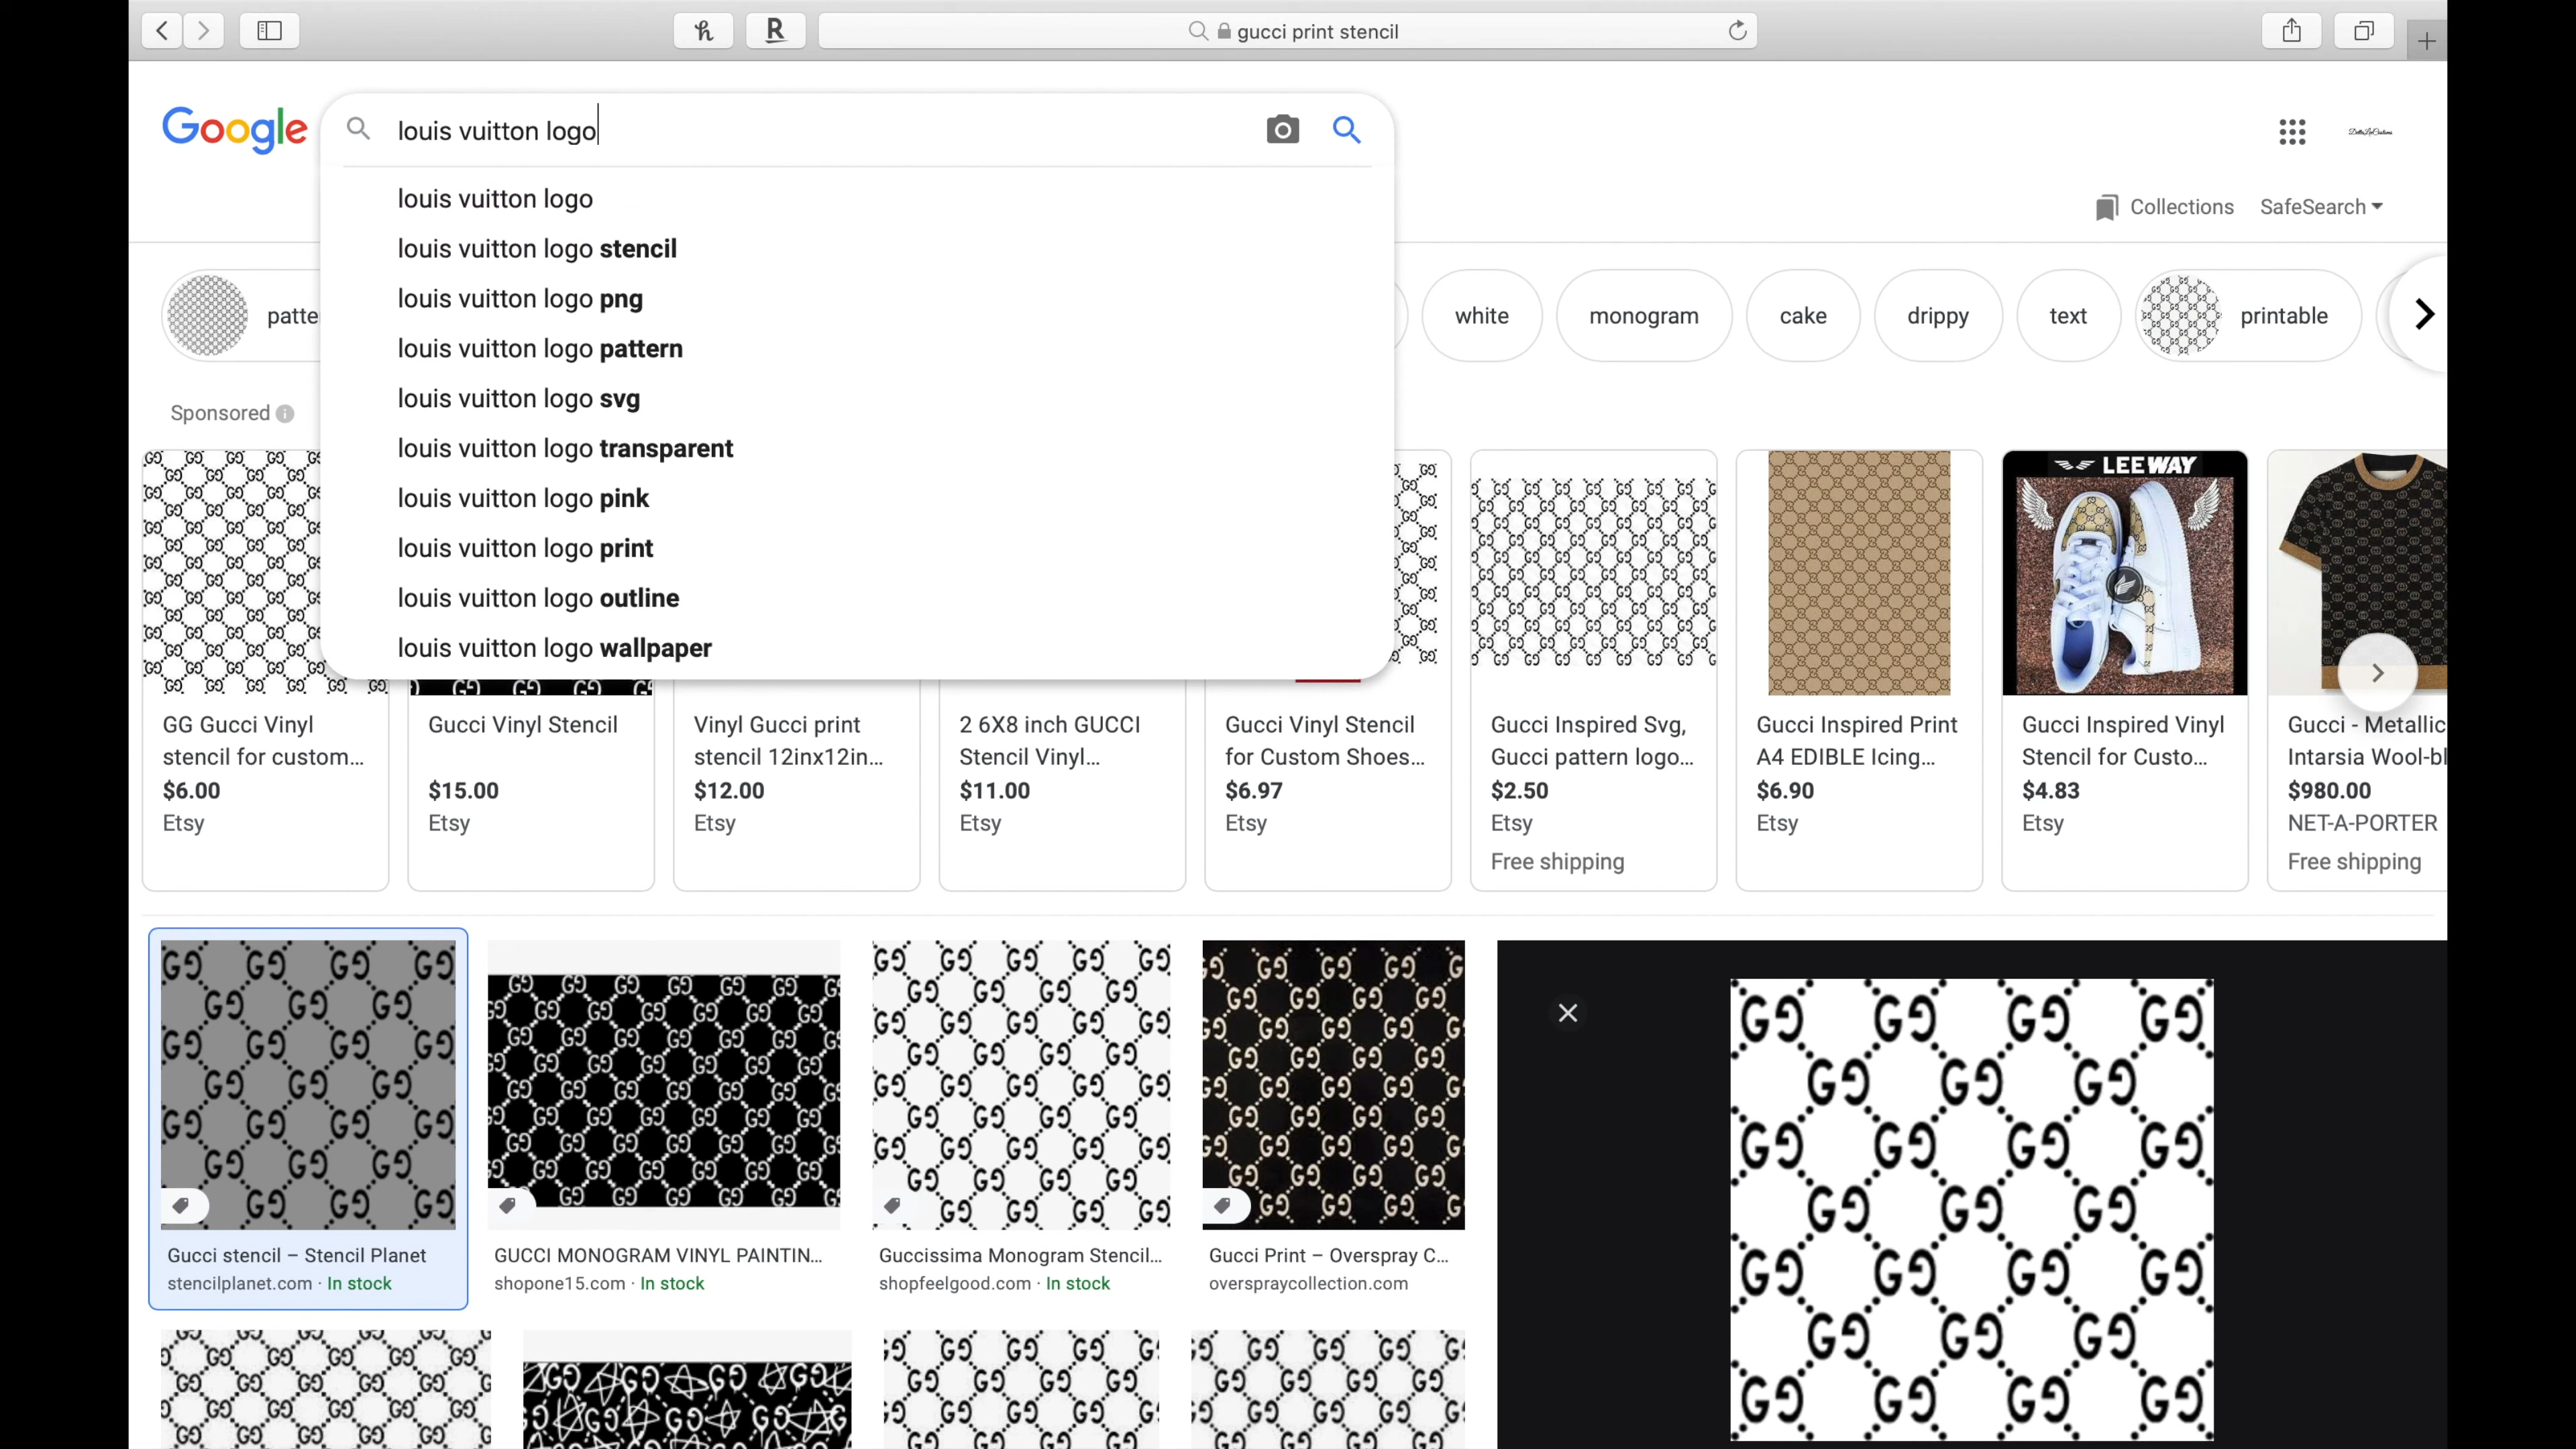 gucci print stencil
Google
louis vuitton logo
louis vuitton logo
louis vuitton logo stencil
louis vuitton logo png
louis vuitton logo pattern
louis vuitton logo svg
louis vuitton logo transparent
louis vuitton logo pink
louis vuitton logo print
louis vuitton logo outline
louis vuitton logo wallpaper
Collections
SafeSearch
patte
white
monogram
cake
drippy
text
printable
Sponsored
LEEWAY
GG Gucci Vinyl
stencil for custom...
$6.00
Etsy
Gucci Vinyl Stencil
$15.00
Etsy
Vinyl Gucci print
stencil 12inx12in...
$12.00
Etsy
2 6X8 inch GUCCI
Stencil Vinyl...
$11.00
Etsy
Gucci Vinyl Stencil
for Custom Shoes...
$6.97
Etsy
Gucci Inspired Svg,
Gucci pattern logo...
$2.50
Etsy
Free shipping
Gucci Inspired Print
A4 EDIBLE Icing...
$6.90
Etsy
Gucci Inspired Vinyl
Stencil for Custo...
$4.83
Etsy
Gucci - Metallic
Intarsia Wool-bl
$980.00
NET-A-PORTER
Free shipping
Gucci stencil – Stencil Planet
stencilplanet.com · In stock
GUCCI MONOGRAM VINYL PAINTIN...
shopone15.com · In stock
Guccissima Monogram Stencil...
shopfeelgood.com · In stock
Gucci Print – Overspray C...
overspraycollection.com